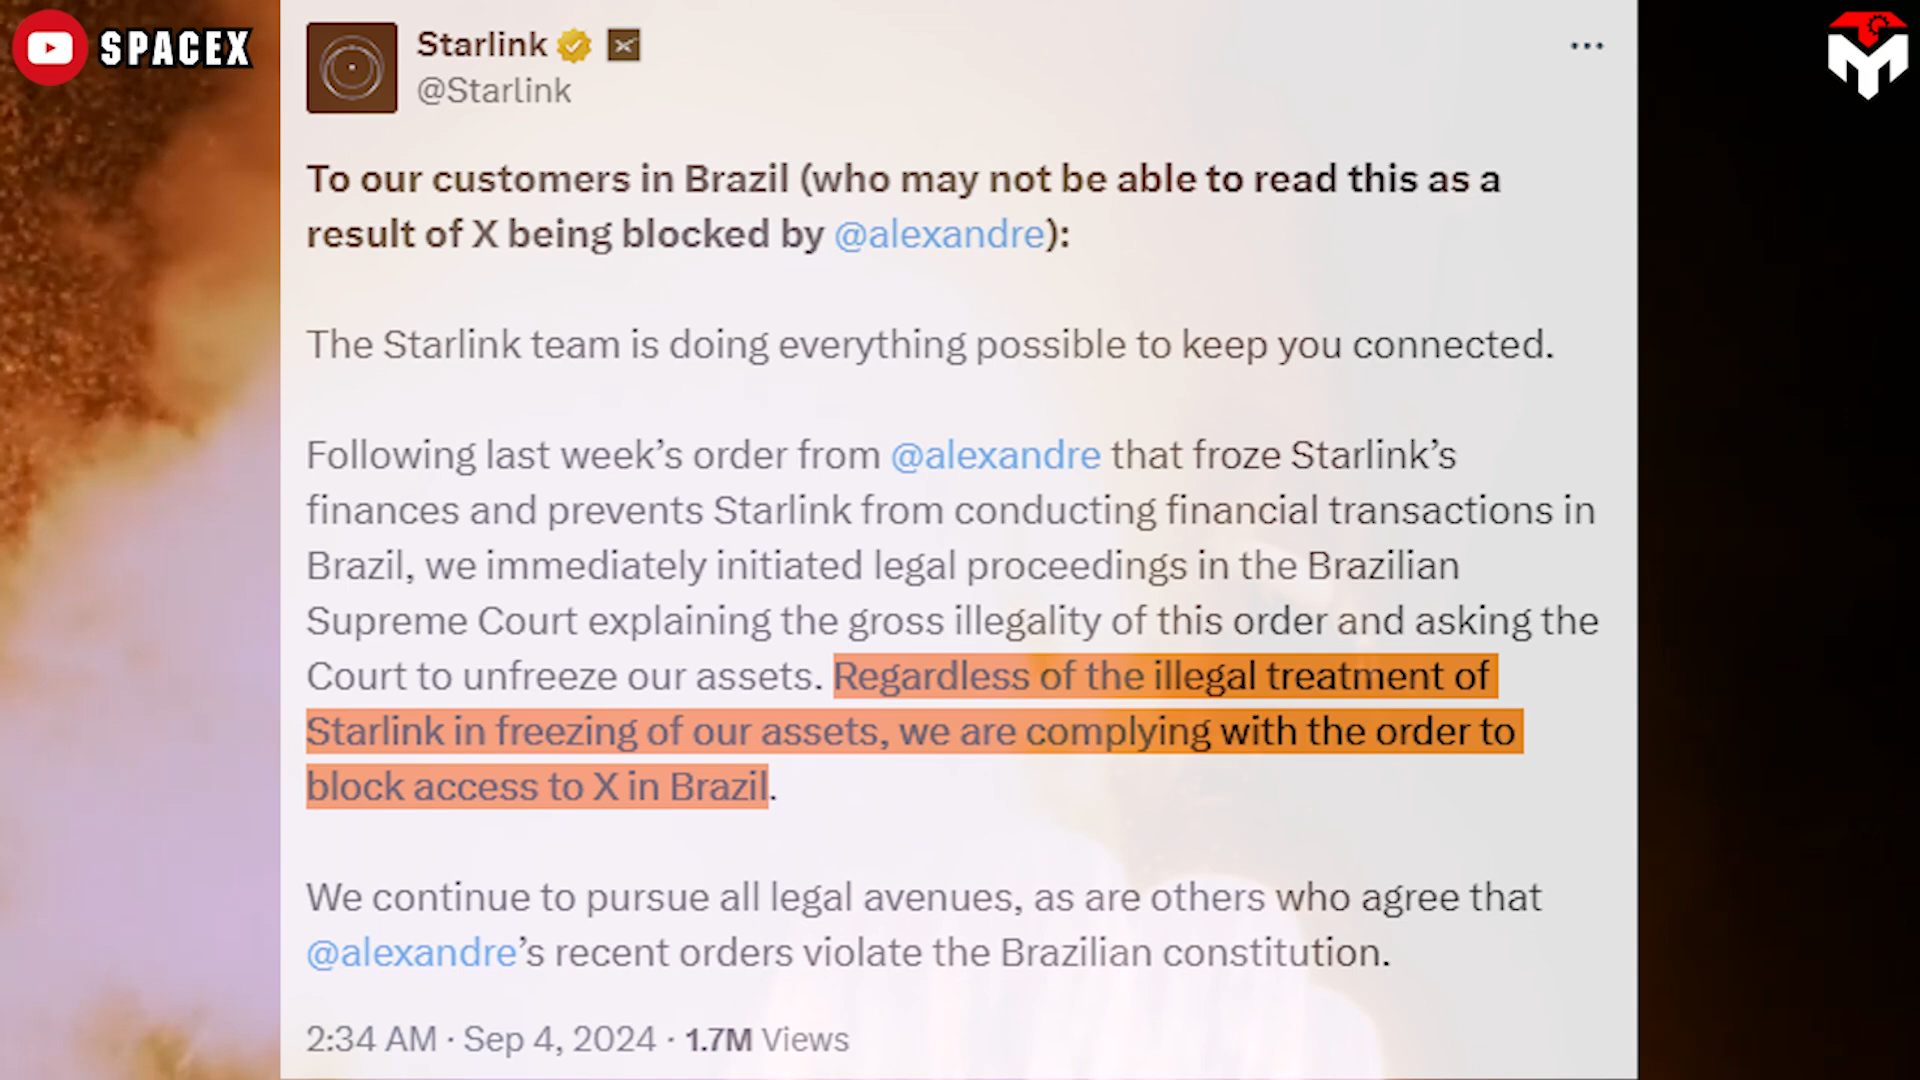 SPACEX
Starlink
@Starlink
To our customers in Brazil (who may not be able to read this as a
result of X being blocked by @alexandre):
The Starlink team is doing everything possible to keep you connected.
Following last week’s order from @alexandre that froze Starlink’s
finances and prevents Starlink from conducting financial transactions in
Brazil, we immediately initiated legal proceedings in the Brazilian
Supreme Court explaining the gross illegality of this order and asking the
Court to unfreeze our assets. Regardless of the illegal treatment of
Starlink in freezing of our assets, we are complying with the order to
block access to X in Brazil.
We continue to pursue all legal avenues, as are others who agree that
@alexandre’s recent orders violate the Brazilian constitution.
2:34 AM · Sep 4, 2024 · 1.7M Views